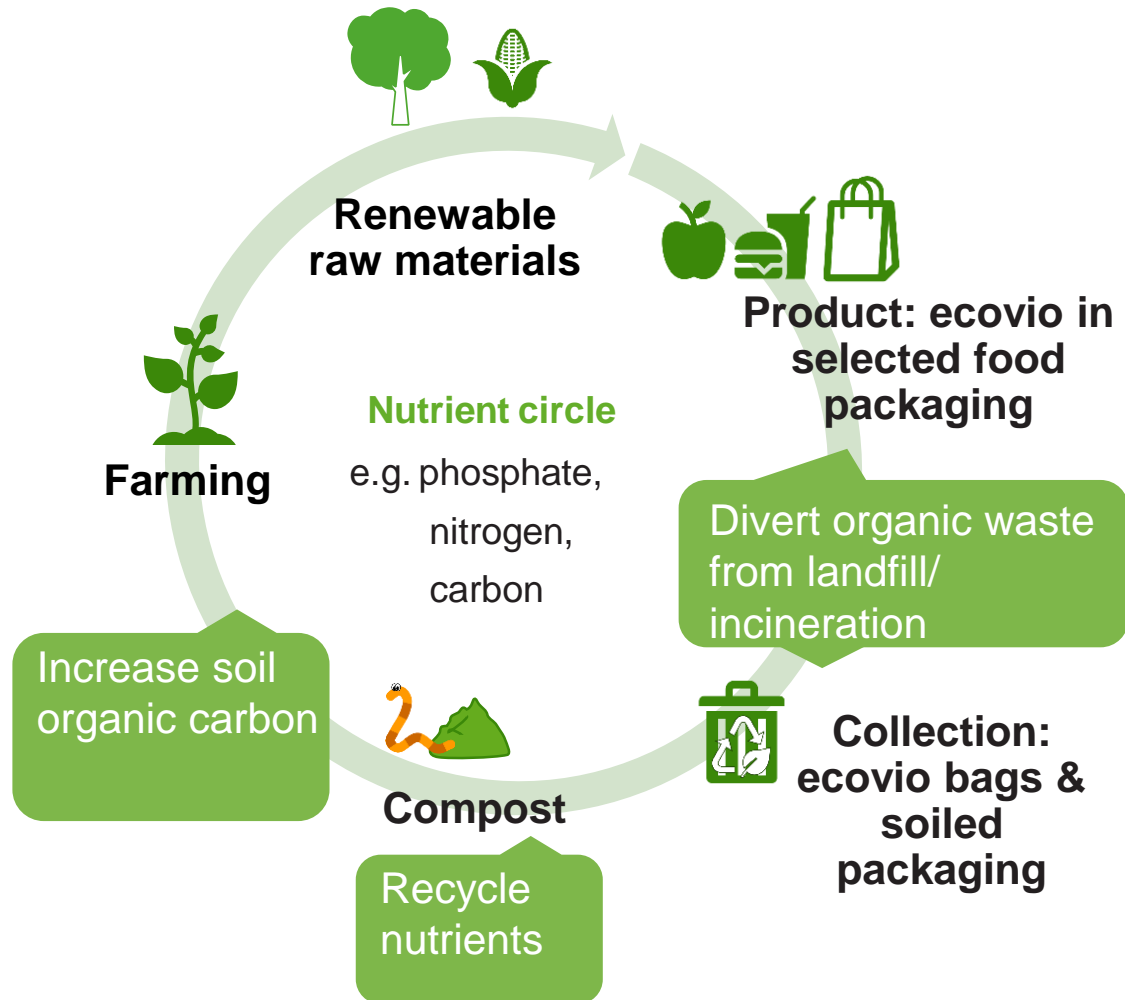 Renewable
raw materials
Product: ecovio in
selected food
packaging
Nutrient circle
e.g. phosphate,
nitrogen,
carbon
Farming
Divert organic waste
from landfill/
incineration
Increase soil
organic carbon
Collection:
ecovio bags &
soiled
packaging
Compost
Recycle
nutrients